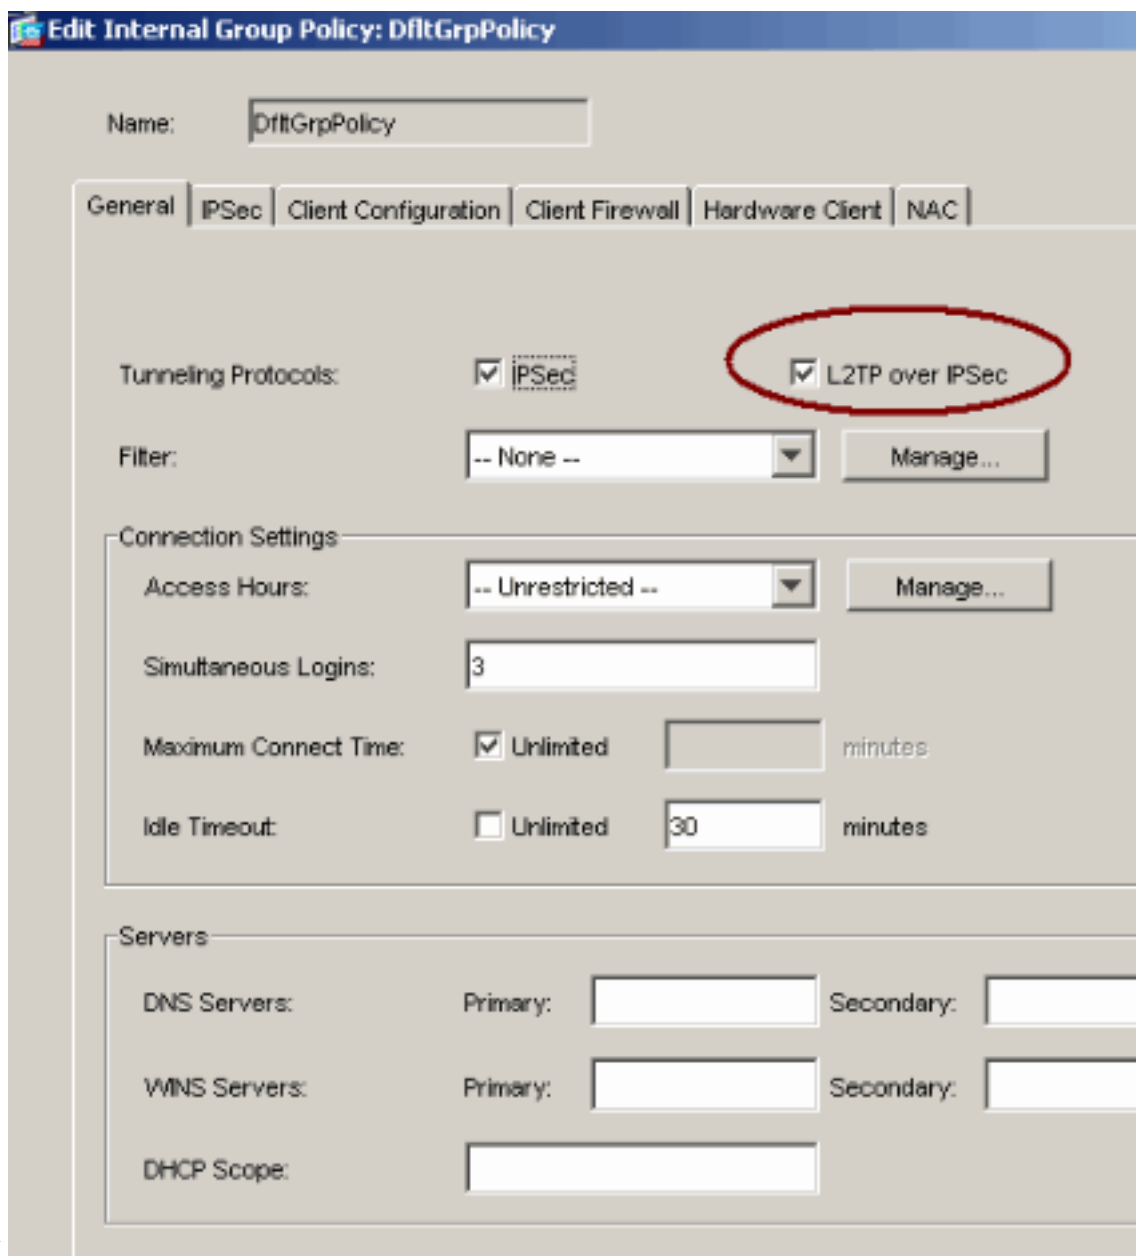 Edit Internal Group Policy: DfltGrpPolicy
Name: DfltGrpPolicy
General IPSec Client Configuration Client Firewall Hardware Client NAC
Tunneling Protocols: IPSec L2TP over IPSec
Filter: -- None -- Manage...
Connection Settings
Access Hours: -- Unrestricted -- Manage...
Simultaneous Logins: 3
Maximum Connect Time: Unlimited minutes
Idle Timeout: Unlimited 30 minutes
Servers
DNS Servers: Primary: Secondary:
WINS Servers: Primary: Secondary:
DHCP Scope: